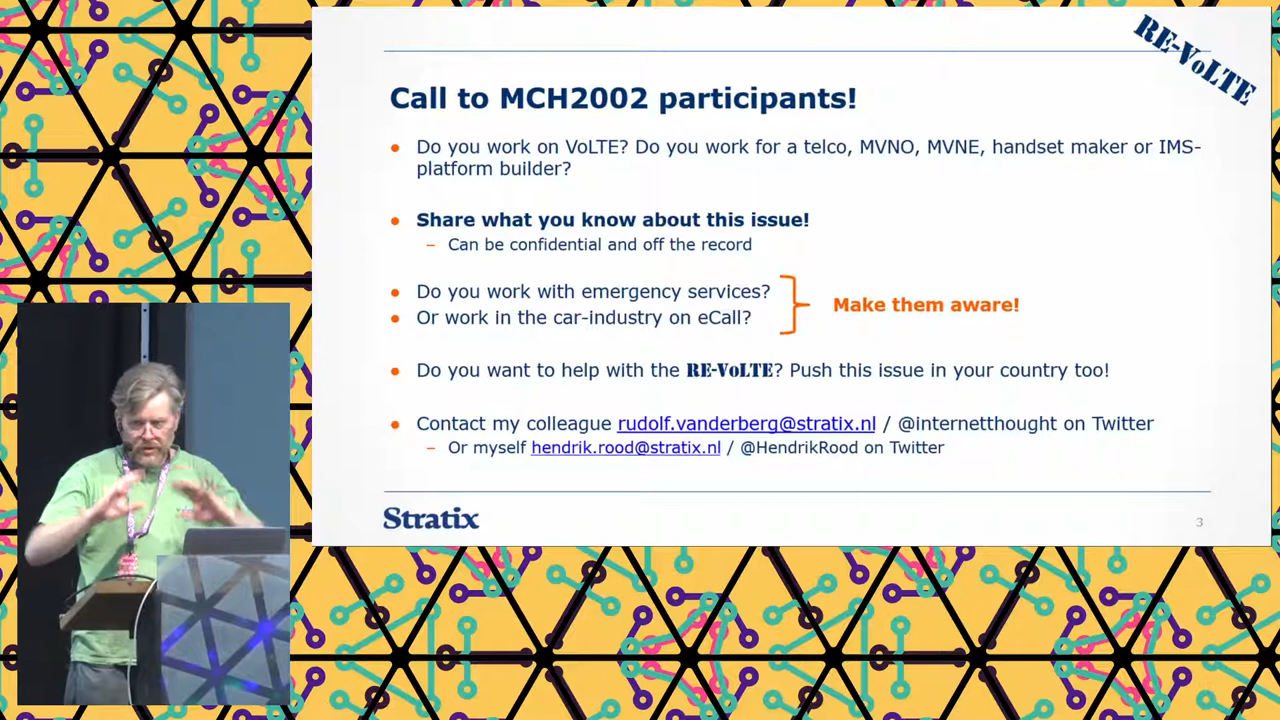 RE-VoLTE
Call to MCH2002 participants!
Do you work on VoLTE? Do you work for a telco, MVNO, MVNE, handset maker or IMS-
platform builder?
Share what you know about this issue!
– Can be confidential and off the record
Do you work with emergency services?
Or work in the car-industry on eCall?
Make them aware!
Do you want to help with the RE-VoLTE? Push this issue in your country too!
Contact my colleague rudolf.vanderberg@stratix.nl / @internetthought on Twitter
– Or myself hendrik.rood@stratix.nl / @HendrikRood on Twitter
Stratix
3